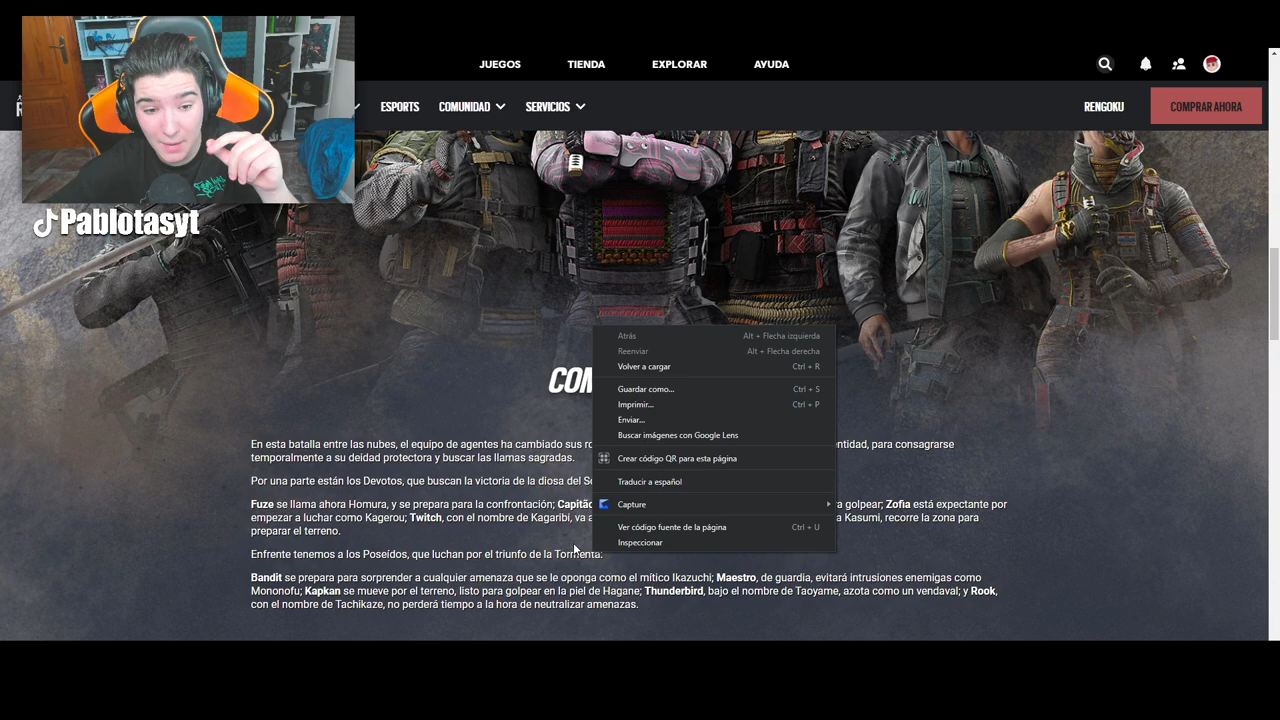 JUEGOS TIENDA EXPLORAR AYUDA
ESPORTS COMUNIDAD SERVICIOS RENGOKU COMPRAR AHORA
Pablotasyt
Atrás Alt + Flecha izquierda
Reenviar Alt + Flecha derecha
Volver a cargar Ctrl + R
Guardar como... Ctrl + S
Imprimir... Ctrl + P
Enviar...
Buscar imágenes con Google Lens
Crear código QR para esta página
Traducir a español
Capture
Ver código fuente de la página Ctrl + U
Inspeccionar
En esta batalla entre las nubes, el equipo de agentes ha cambiado sus para consagrarse
temporalmente a su deidad protectora y buscar las llamas sagradas.
Por una parte están los Devotos, que buscan la victoria de la diosa del
Fuze se llama ahora Homura, y se prepara para la confrontación; golpear; Zofia está expectante por
empezar a luchar como Kagerou; Twitch, con el nombre de Kagaribi, va Kasumi, recorre la zona para
preparar el terreno.
Enfrente tenemos a los Poseídos, que luchan por el triunfo de la Tormenta.
Bandit se prepara para sorprender a cualquier amenaza que se le oponga como el mítico Ikazuchi; Maestro, de guardia, evitará intrusiones enemigas como
Mononofu; Kapkan se mueve por el terreno, listo para golpear en la piel de Hagane; Thunderbird, bajo el nombre de Taoyame, azota como un vendaval; y Rook,
con el nombre de Tachikaze, no perderá tiempo a la hora de neutralizar amenazas.